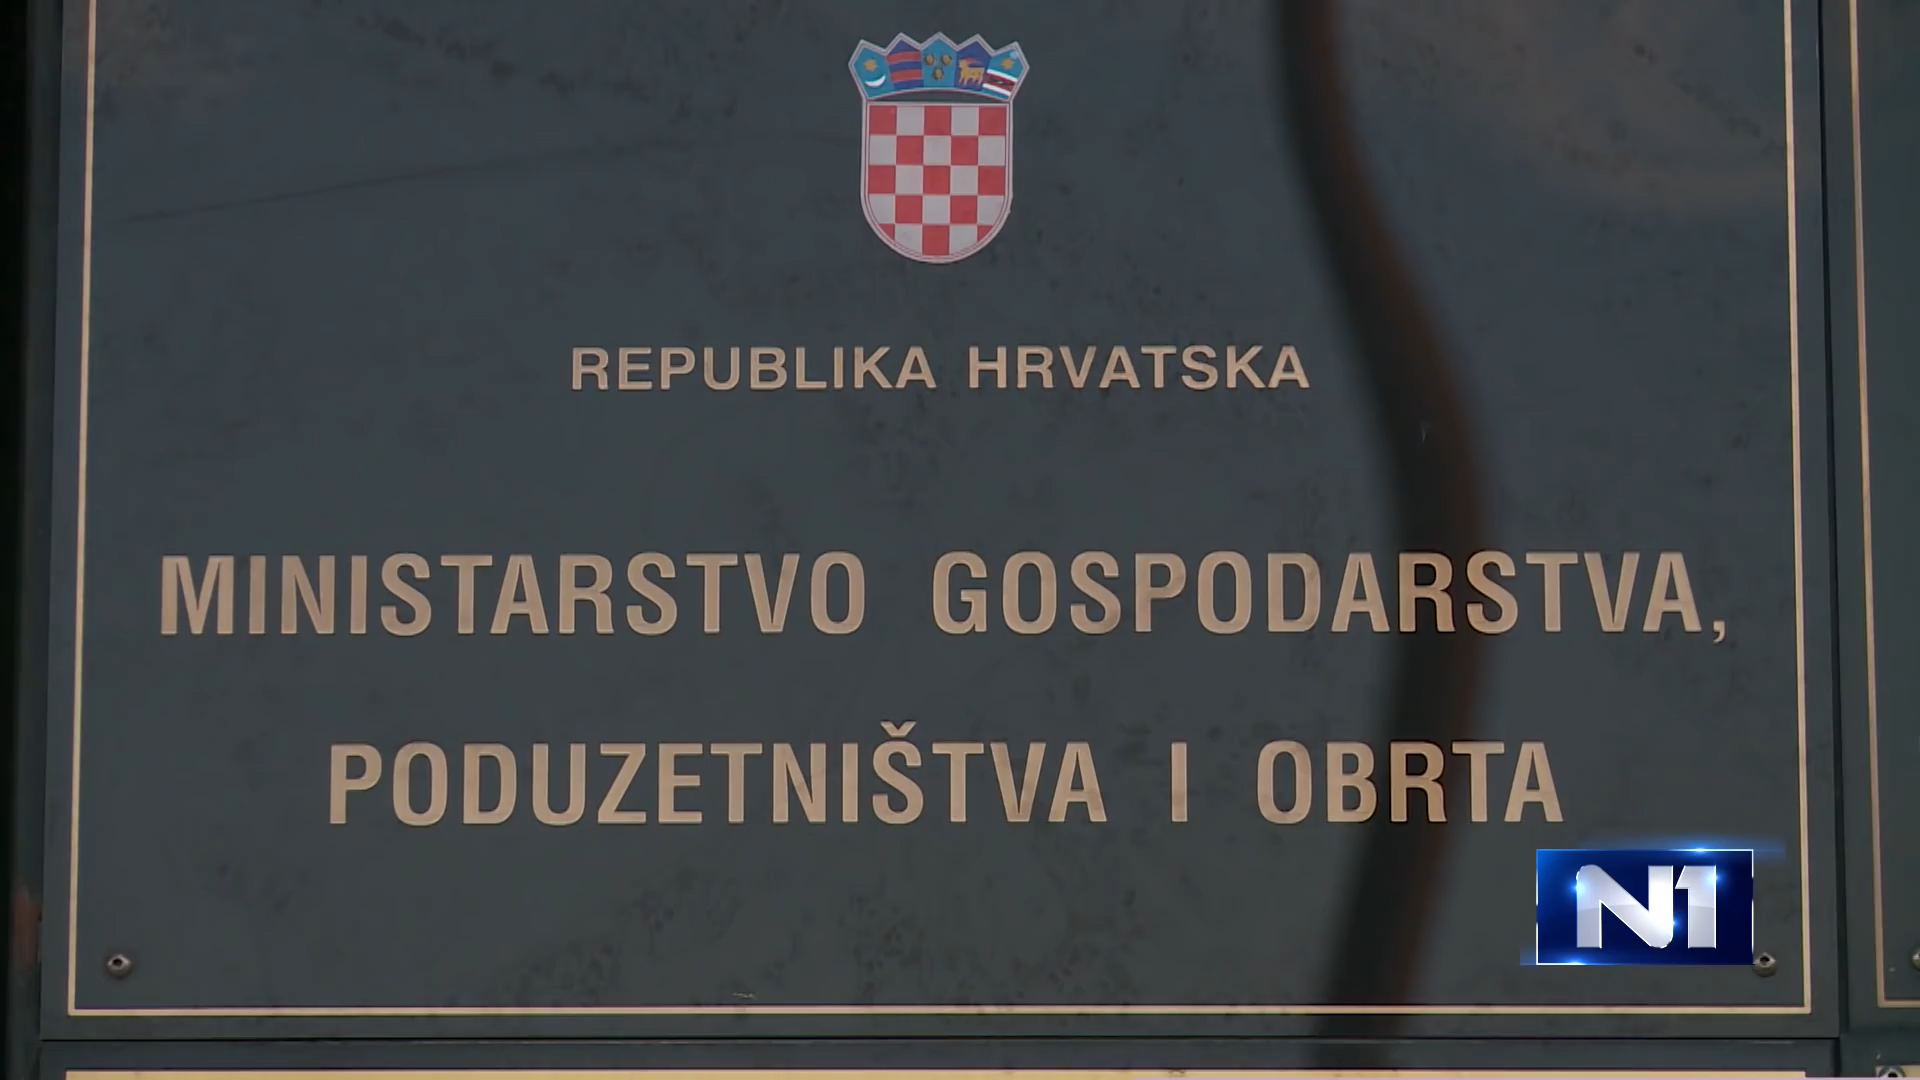 REPUBLIKA HRVATSKA
MINISTARSTVO GOSPODARSTVA,
PODUZETNIŠTVA I OBRTA
N1